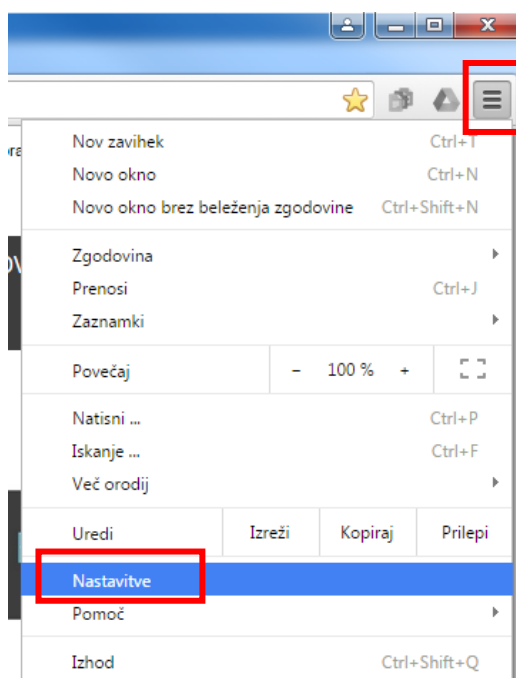 Nov zavihek Ctrl+T
Novo okno Ctrl+N
Novo okno brez beleženja zgodovine Ctrl+Shift+N
Zgodovina
Prenosi Ctrl+J
Zaznamki
Povečaj - 100 % +
Natisni ... Ctrl+P
Iskanje ... Ctrl+F
Več orodij
Uredi Izreži Kopiraj Prilepi
Nastavitve
Pomoč
Izhod Ctrl+Shift+Q